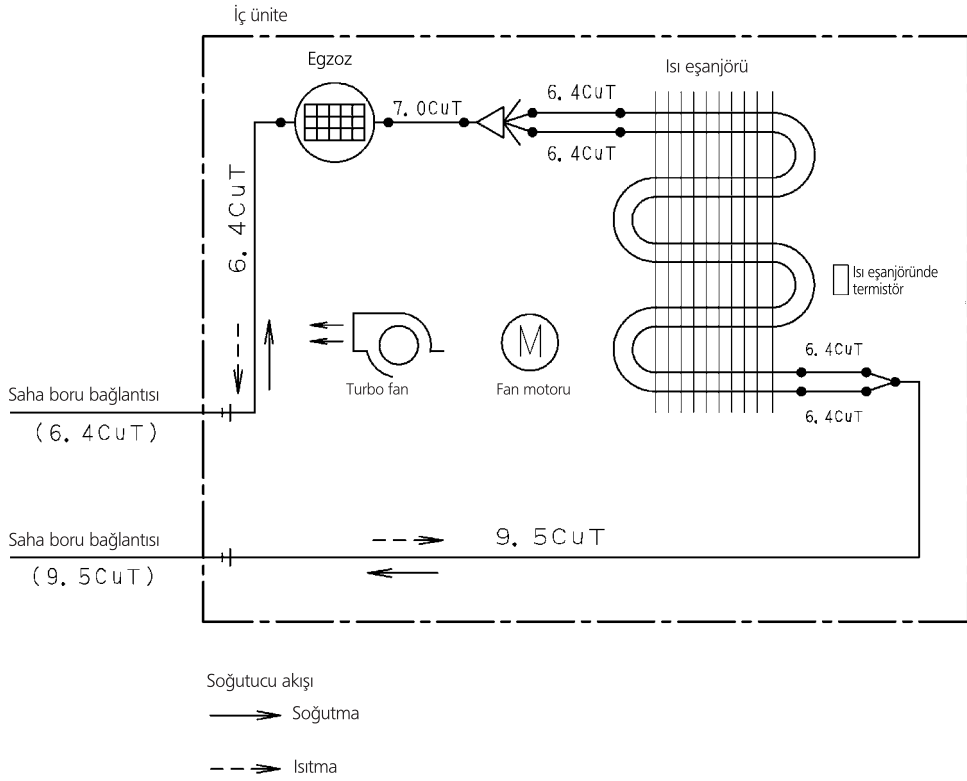 İç ünite
Egzoz
Isı eşanjörü
7. 0CuT
6. 4CuT
6. 4CuT
6. 4CuT
Isı eşanjöründe
termistör
M
Turbo fan
Fan motoru
6. 4CuT
6. 4CuT
Saha boru bağlantısı
(6. 4CuT)
Saha boru bağlantısı
(9. 5CuT)
9. 5CuT
Soğutucu akışı
Soğutma
Isıtma